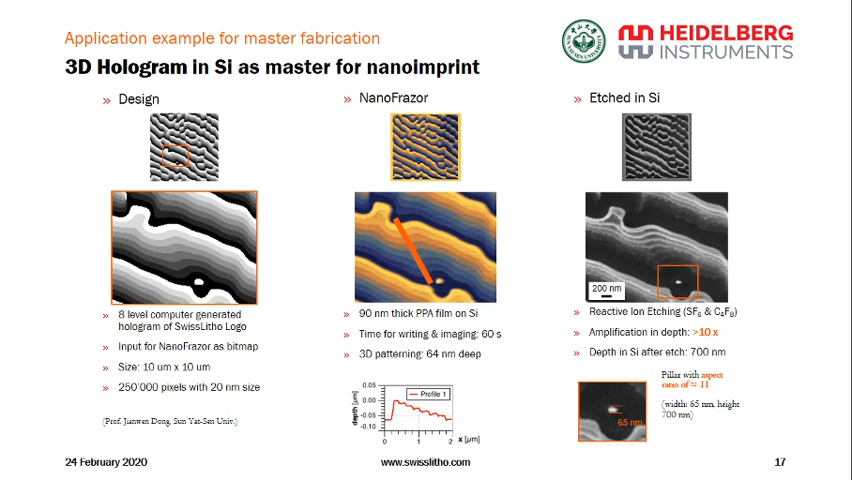 Application example for master fabrication
3D Hologram in Si as master for nanoimprint
HEIDELBERG
INSTRUMENTS
» Design
8 level computer generated
hologram of SwissLitho Logo
» Input for NanoFrazor as bitmap
» Size: 10 um x 10 um
» 250'000 pixels with 20 nm size
(Prof. Jianwen Dong, Sun Yat-Sen Univ.)
» NanoFrazor
» 90 nm thick PPA film on Si
» Time for writing & imaging: 60 s
» 3D patterning: 64 nm deep
Profile 1
depth [µm]
0.05
0.00
-0.05
-0.10
0 1 2
x [µm]
» Etched in Si
200 nm
» Reactive Ion Etching (SF6 & C4F8)
» Amplification in depth: >10 x
» Depth in Si after etch: 700 nm
65 nm
Pillar with aspect
ratio of ≈ 11
(width: 65 nm, height
700 nm)
24 February 2020
www.swisslitho.com
17